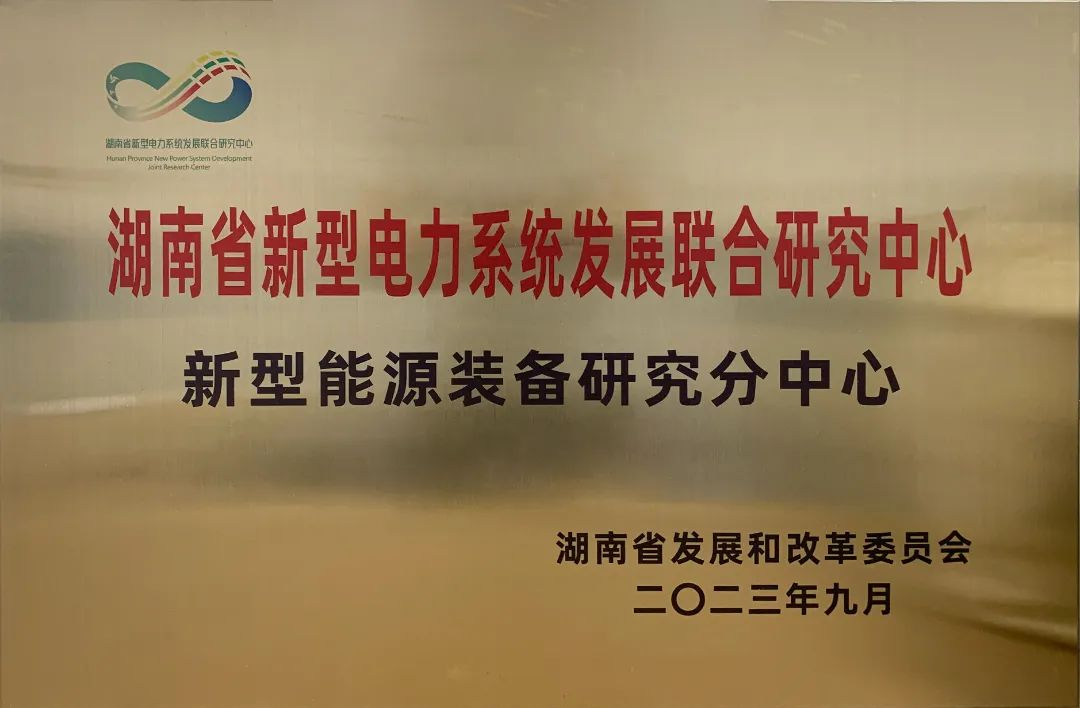 湖南省新型电力系统发展联合研究中心
Hunan Province New Power System Development
Joint Research Center
湖南省新型电力系统发展联合研究中心
新型能源装备研究分中心
湖南省发展和改革委员会
二〇二三年九月